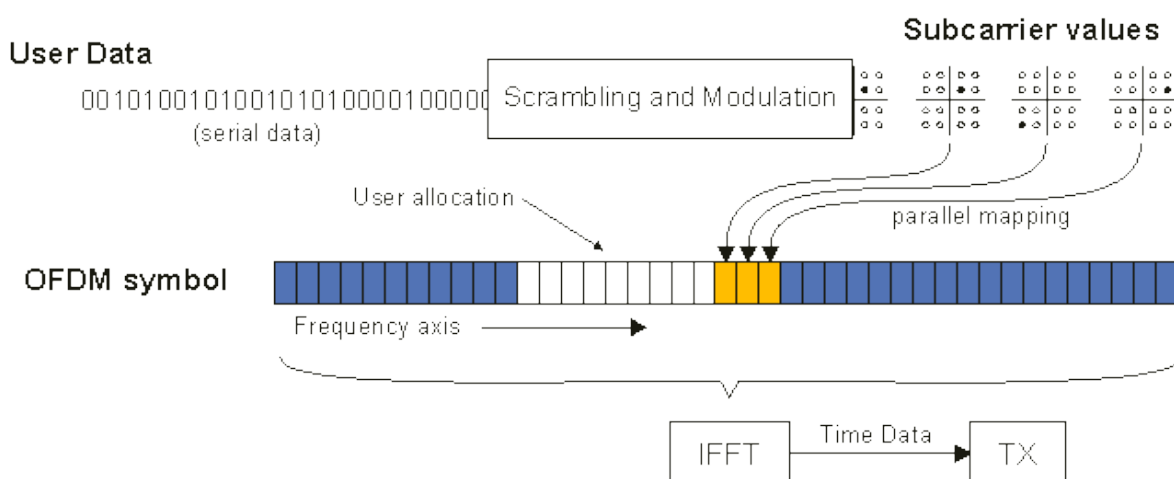 Subcarrier values
User Data
001010010100101010000100000
Scrambling and Modulation
(serial data)
User allocation
parallel mapping
OFDM symbol
Frequency axis
IFFT
Time Data
TX